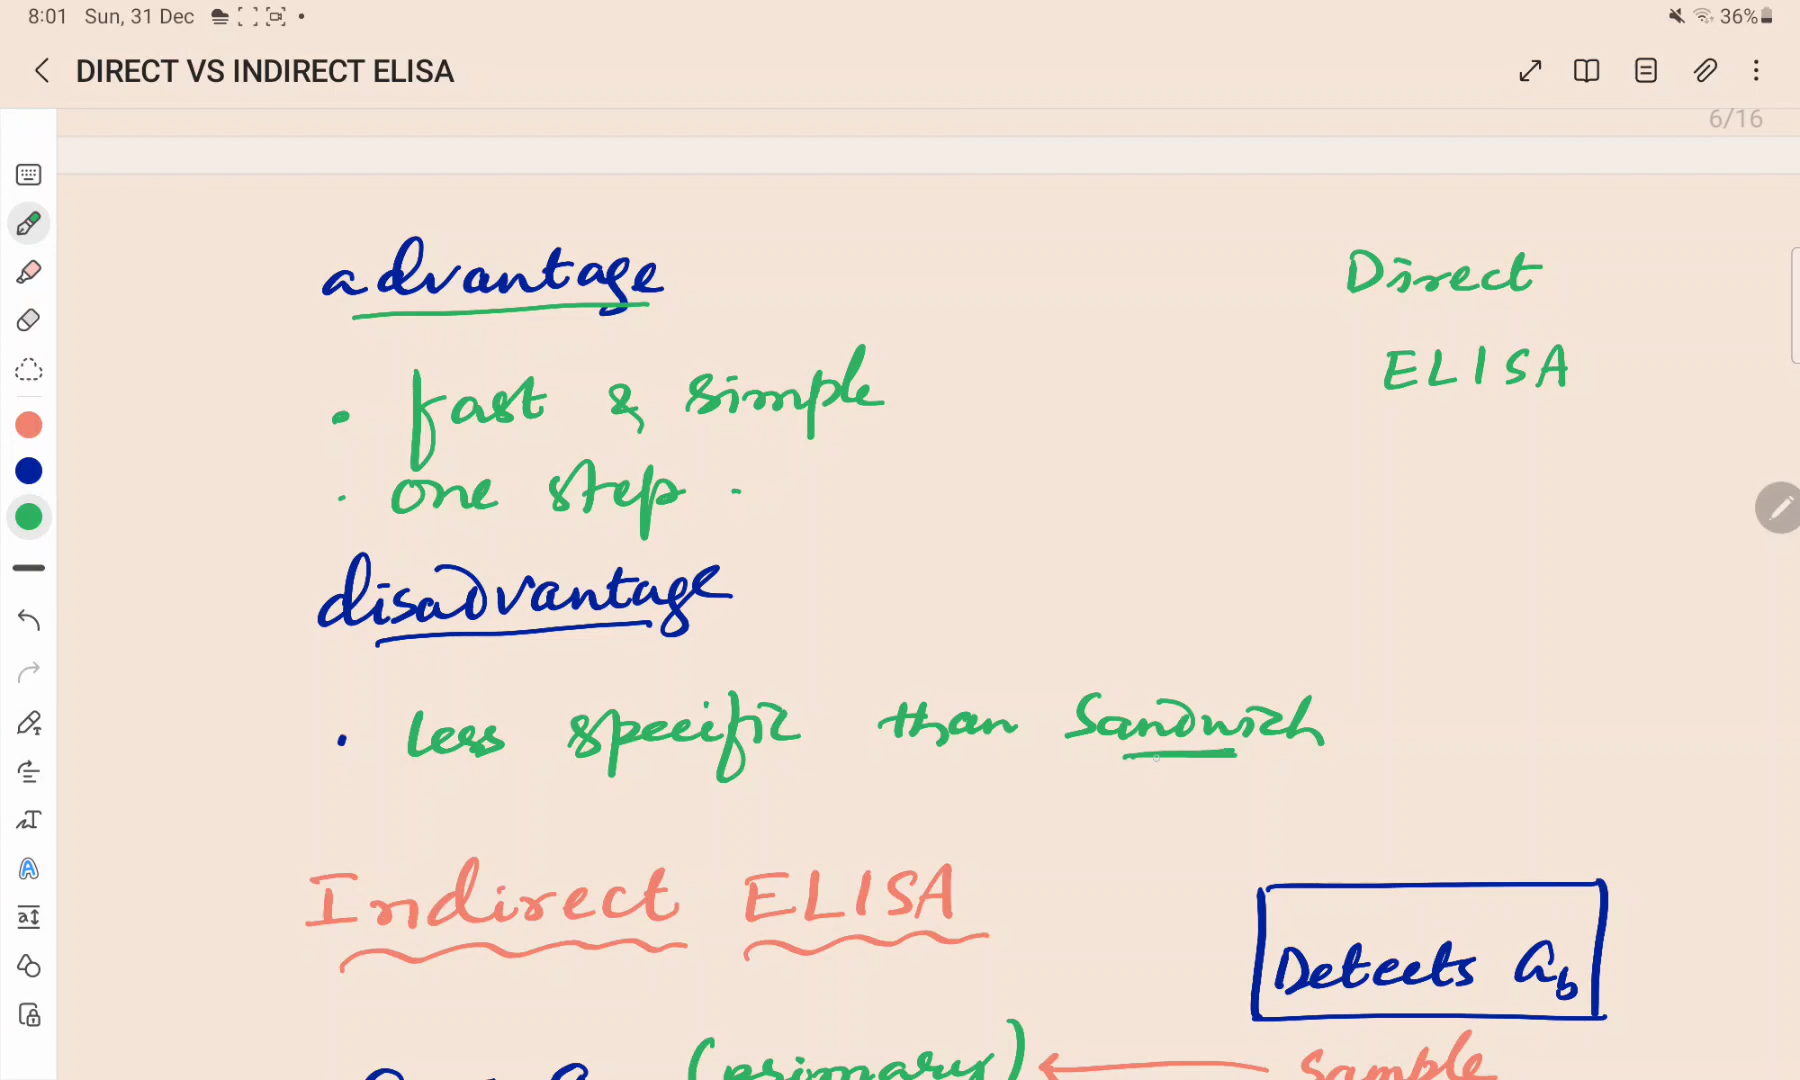 8:01 Sun, 31 Dec
36%
DIRECT VS INDIRECT ELISA
6/16
advantage
Direct
ELISA
• fast & simple
• one step.
disadvantage
• less specific than Sandwich
Indirect ELISA
Detects Ab
(primary) ← Sample